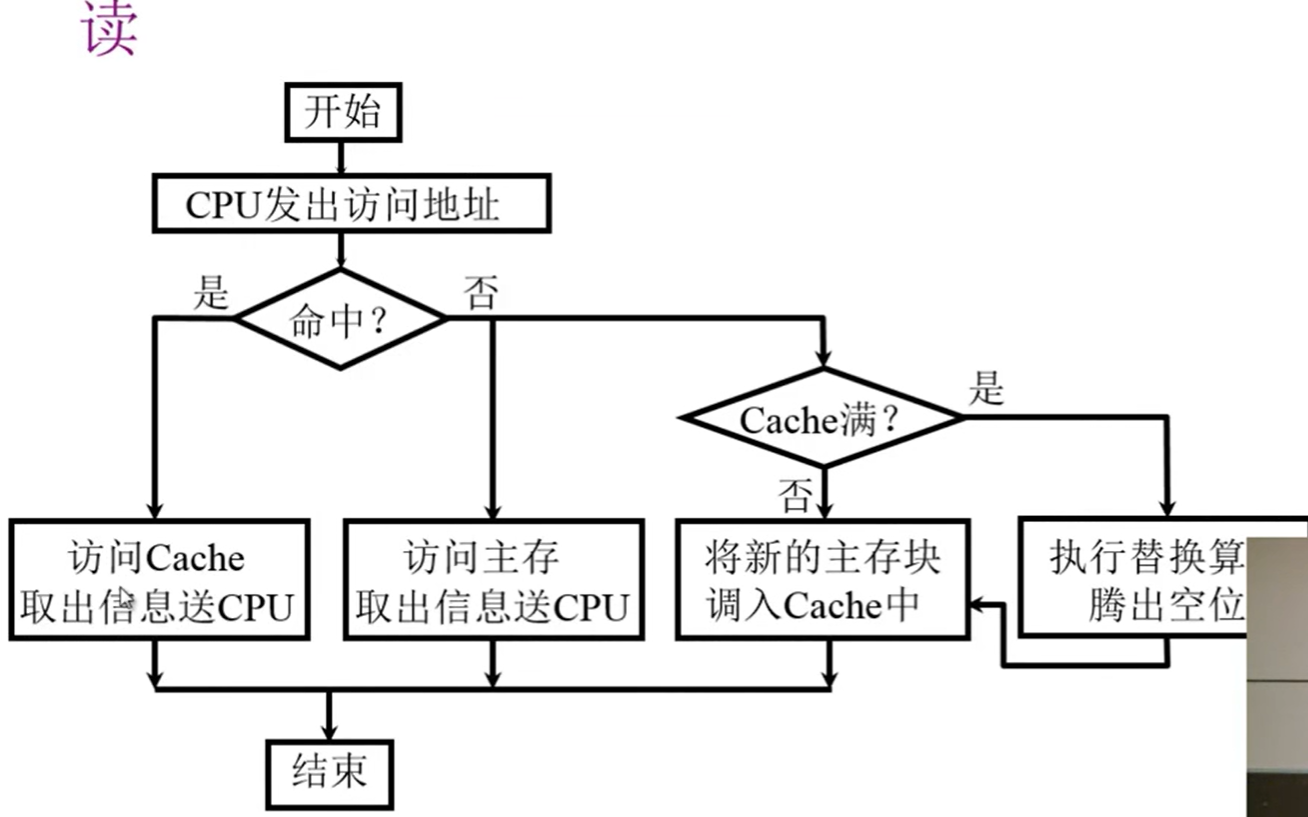 读
开始
CPU发出访问地址
是
否
命中？
是
Cache满？
否
访问Cache
取出信息送CPU
访问主存
取出信息送CPU
将新的主存块
调入Cache中
执行替换算
腾出空位
结束